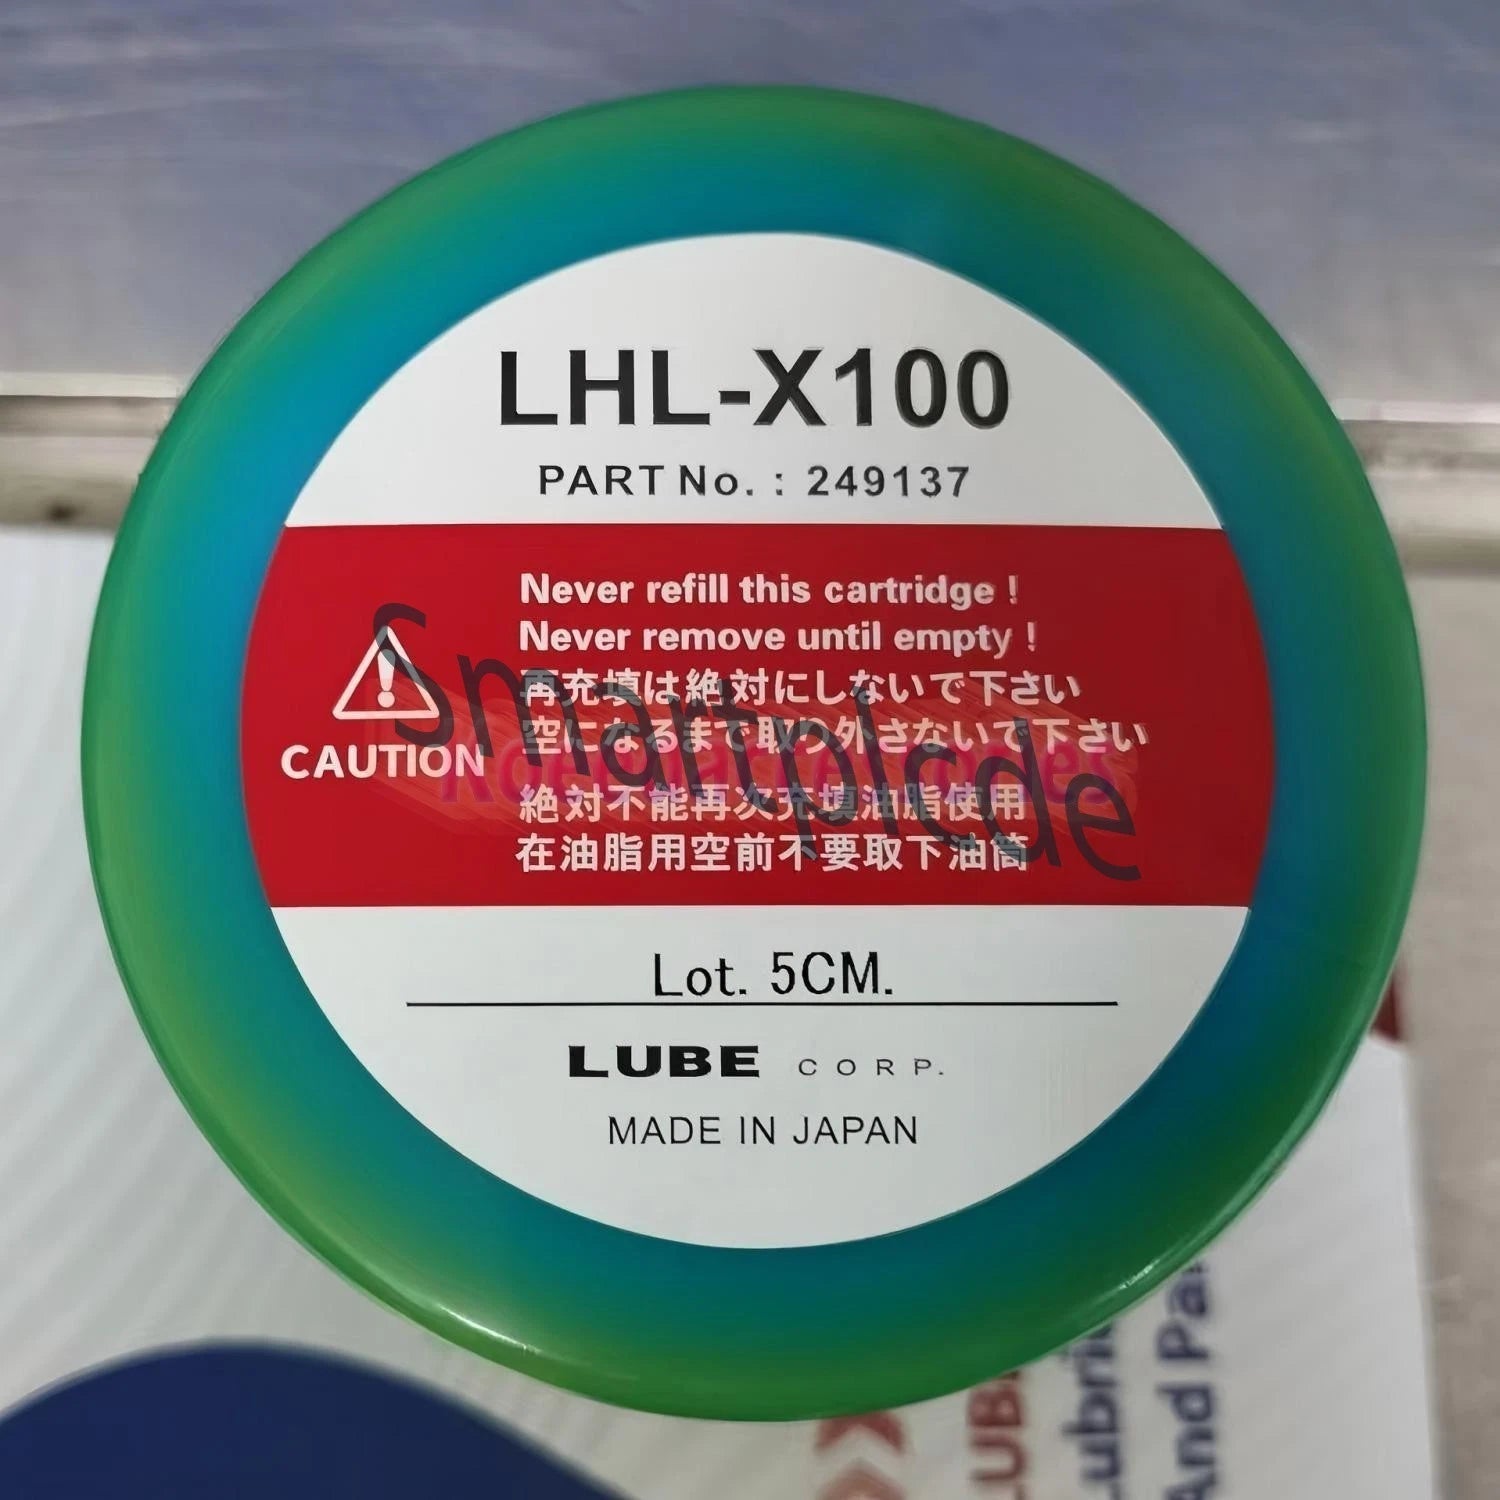 LHL-X100
PART No. : 249137
Never refill this cartridge !
Never remove until empty !
再充填は絶対にしないで下さい
空になるまで取り外さないで下さい
CAUTION
絶対不能再次充填油脂使用
在油脂用空前不要取下油筒
Smartplcde
Lot. 5CM.
LUBE CORP.
MADE IN JAPAN
And